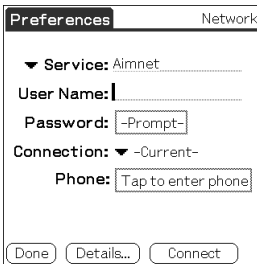 Preferences Network
Service: Aimnet
User Name:
Password: -Prompt-
Connection: -Current-
Phone: Tap to enter phone
Done Details... Connect